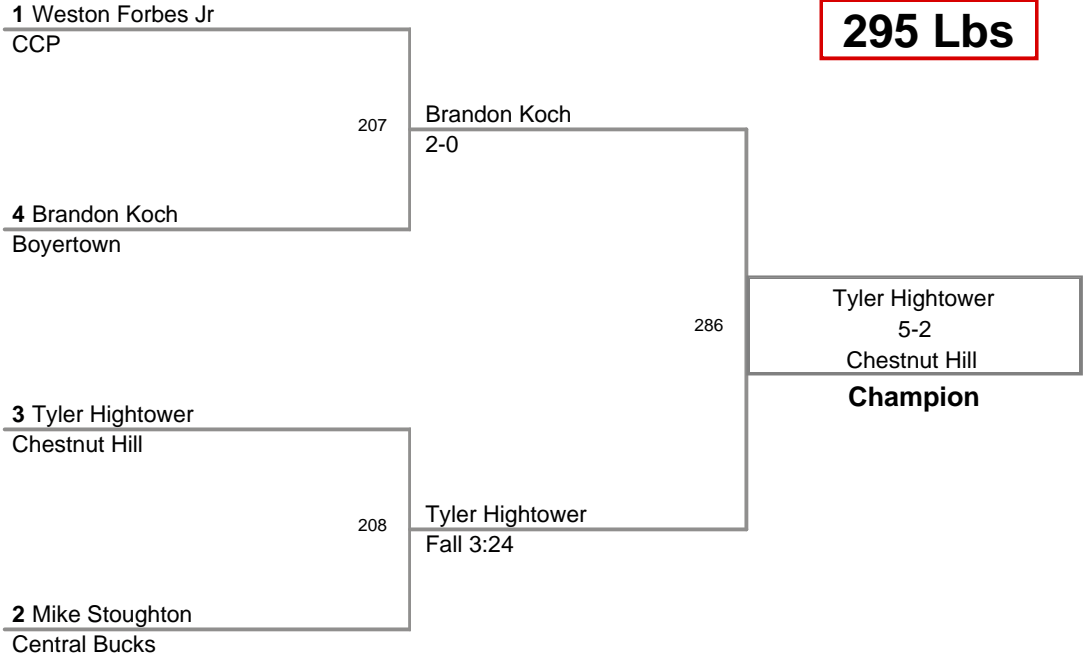 1 Weston Forbes Jr
CCP
295 Lbs
207
Brandon Koch
2-0
4 Brandon Koch
Boyertown
286
Tyler Hightower
5-2
Chestnut Hill
Champion
3 Tyler Hightower
Chestnut Hill
208
Tyler Hightower
Fall 3:24
2 Mike Stoughton
Central Bucks